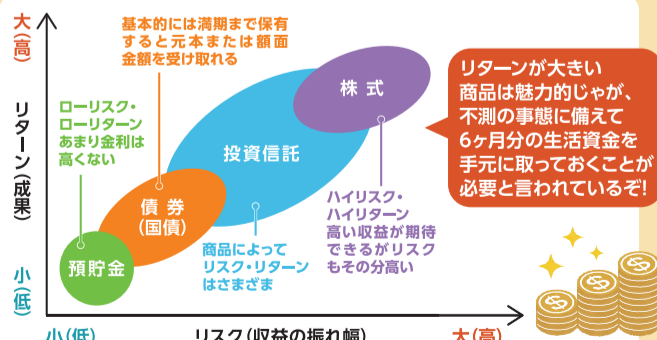 大(高)
リターン(成果)
小(低)
基本的には満期まで保有
すると元本または額面
金額を受け取れる
ローリスク・
ローリターン
あまり金利は
高くない
株式
投資信託
債券
(国債)
預貯金
商品によって
リスク・リターン
はさまざま
ハイリスク・
ハイリターン
高い収益が期待
できるがリスク
もその分高い
リターンが大きい
商品は魅力的じゃが、
不測の事態に備えて
6ヶ月分の生活資金を
手元に取っておくことが
必要と言われているぞ!
小(低)
リスク(収益の振れ幅)
大(高)